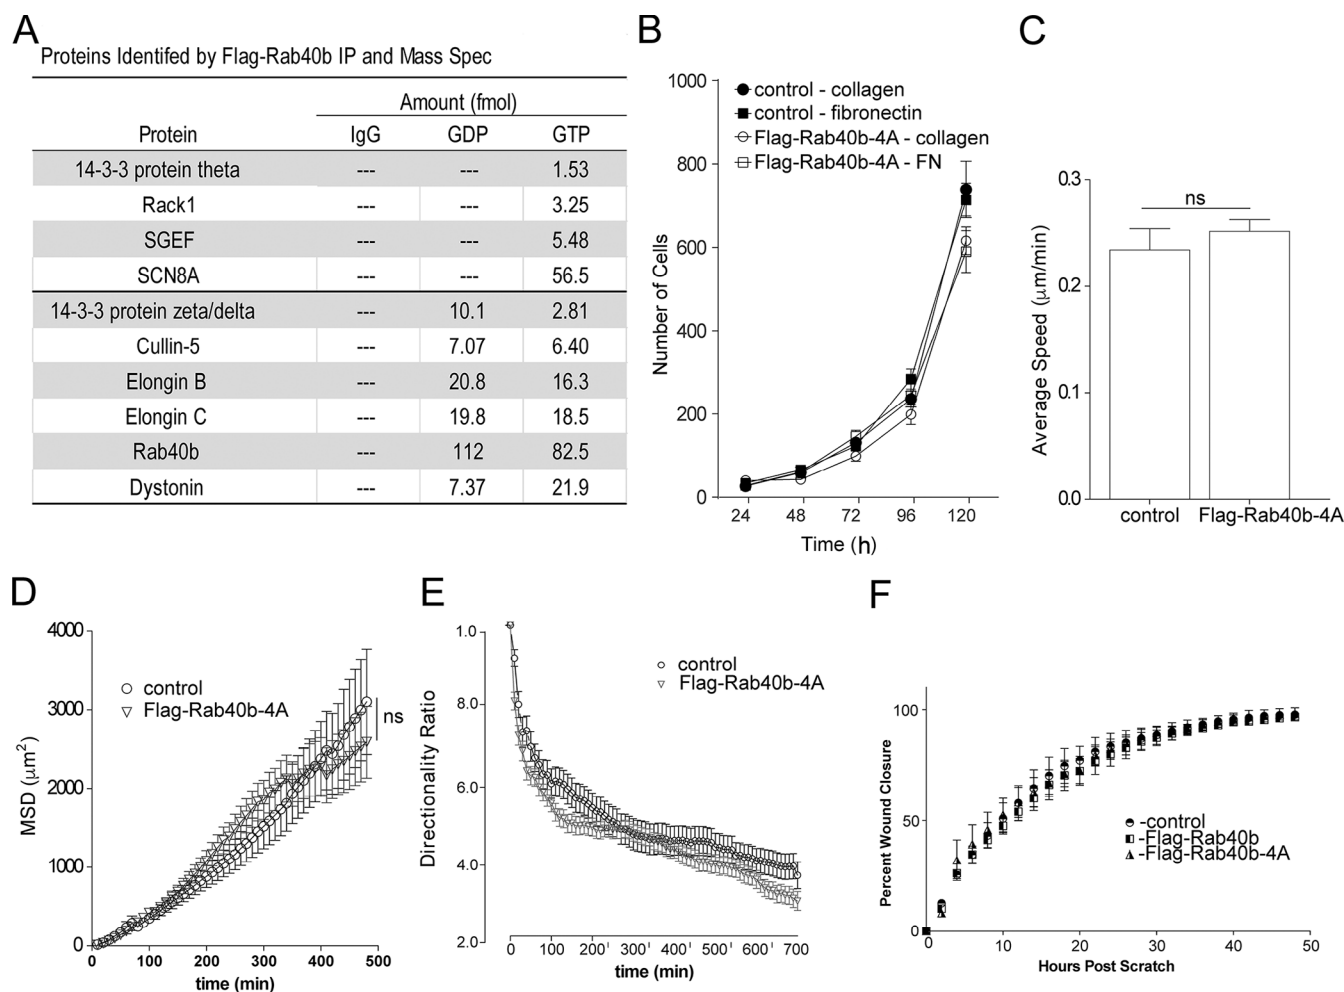 A
Proteins Identifed by Flag-Rab40b IP and Mass Spec
Amount (fmol)
Protein IgG GDP GTP
14-3-3 protein theta --- --- 1.53
Rack1 --- --- 3.25
SGEF --- --- 5.48
SCN8A --- --- 56.5
14-3-3 protein zeta/delta --- 10.1 2.81
Cullin-5 --- 7.07 6.40
Elongin B --- 20.8 16.3
Elongin C --- 19.8 18.5
Rab40b --- 112 82.5
Dystonin --- 7.37 21.9
B
1000
800
600
400
200
0
Number of Cells
control - collagen
control - fibronectin
Flag-Rab40b-4A - collagen
Flag-Rab40b-4A - FN
24 48 72 96 120
Time (h)
C
0.3
0.2
0.1
0.0
Average Speed (μm/min)
ns
control Flag-Rab40b-4A
D
4000
3000
2000
1000
0
MSD (μm²)
control
Flag-Rab40b-4A
ns
0 100 200 300 400 500
time (min)
E
1.0
8.0
6.0
4.0
2.0
Directionality Ratio
control
Flag-Rab40b-4A
0 100 200 300 400 500 600 700
time (min)
F
100
50
0
Percent Wound Closure
-control
-Flag-Rab40b
-Flag-Rab40b-4A
0 10 20 30 40 50
Hours Post Scratch